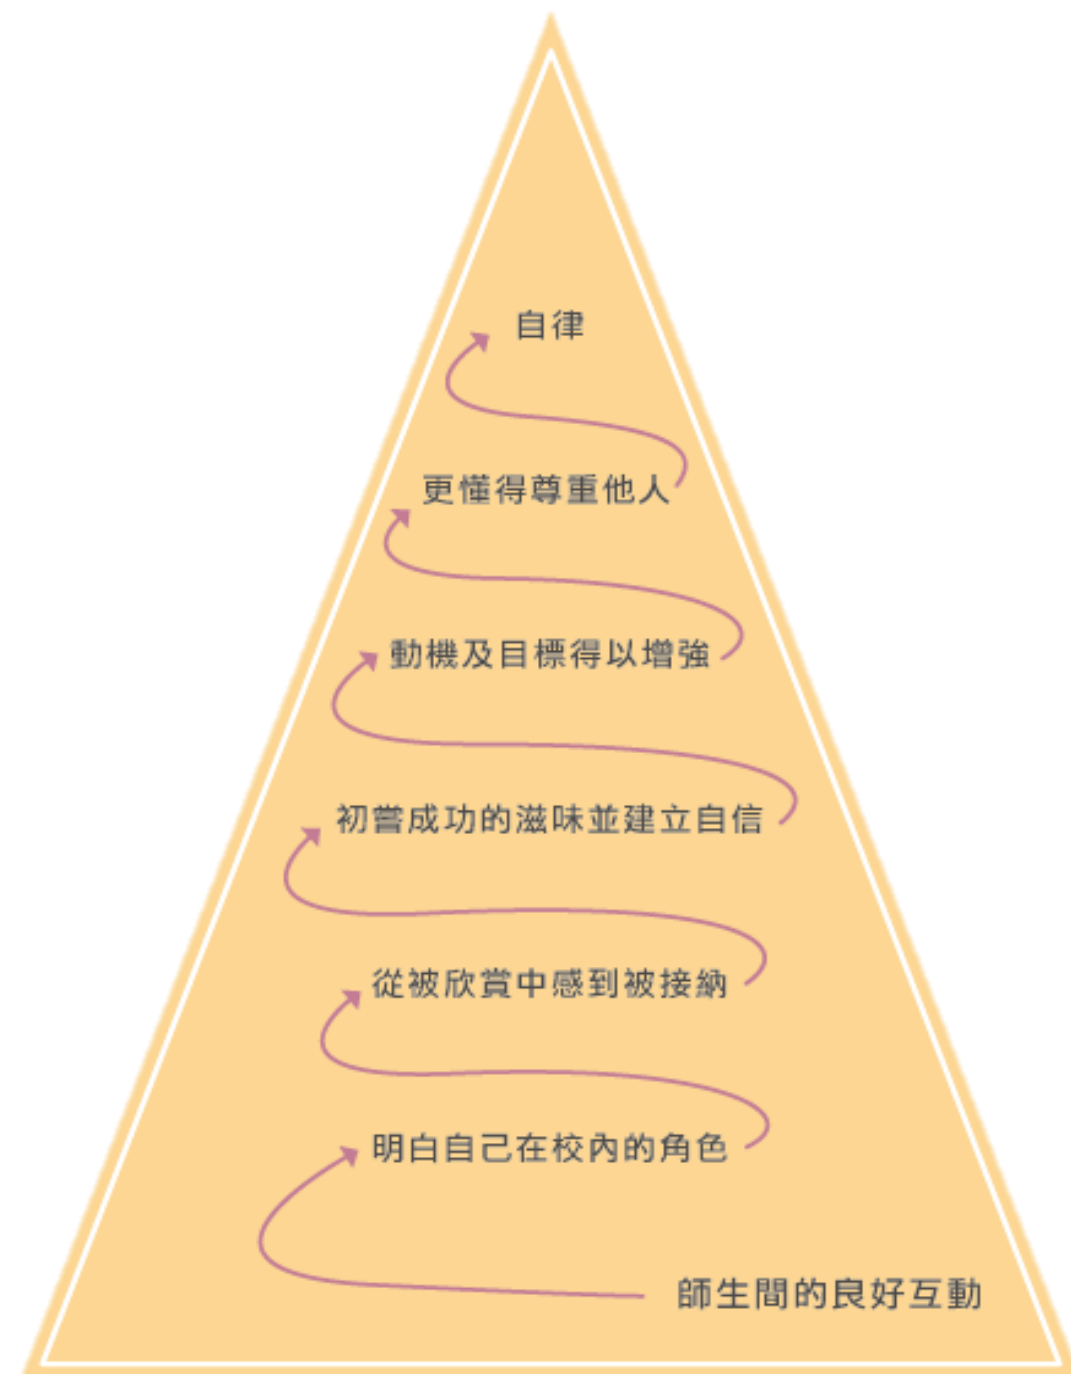 自律
更懂得尊重他人
動機及目標得以增強
初嘗成功的滋味並建立自信
從被欣賞中感到被接納
明白自己在校內的角色
師生間的良好互動